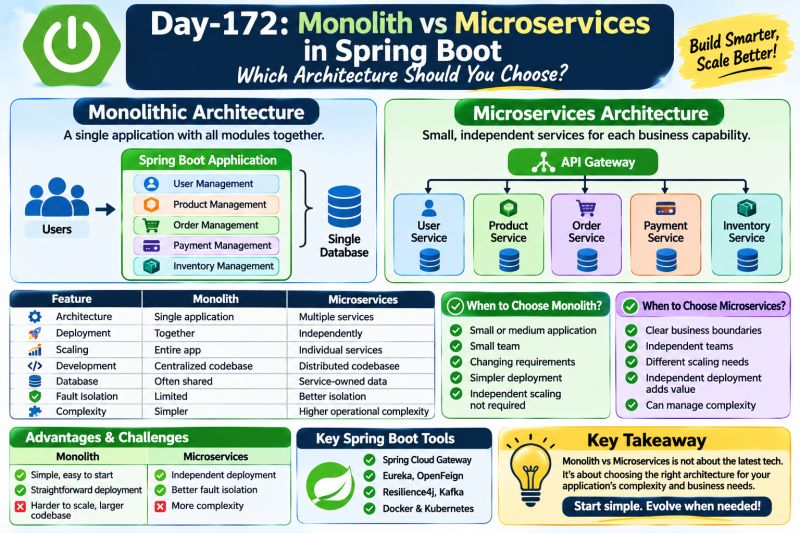 Day-172: Monolith vs Microservices
in Spring Boot
Which Architecture Should You Choose?
Build Smarter,
Scale Better!
Monolithic Architecture
A single application with all modules together.
Users
Spring Boot Apphlication
User Management
Product Management
Order Management
Payment Management
Inventory Management
Single
Database
Microservices Architecture
Small, independent services for each business capability.
API Gateway
User
Service
Product
Service
Order
Service
Payment
Service
Inventory
Service
Feature Monolith Microservices
Architecture Single application Multiple services
Deployment Together Independently
Scaling Entire app Individual services
Development Centralized codebase Distributed codebasee
Database Often shared Service-owned data
Fault Isolation Limited Better isolation
Complexity Simpler Higher operational complexity
When to Choose Monolith?
Small or medium application
Small team
Changing requirements
Simpler deployment
Independent scaling
not required
When to Choose Microservices?
Clear business boundaries
Independent teams
Different scaling needs
Independent deployment
adds value
Can manage complexity
Advantages & Challenges
Monolith
Simple, easy to start
Straightforward deployment
Harder to scale, larger
codebase
Microservices
Independent deployment
Better fault isolation
More complexity
Key Spring Boot Tools
Spring Cloud Gateway
Eureka, OpenFeign
Resilience4j, Kafka
Docker & Kubernetes
Key Takeaway
Monolith vs Microservices is not about the latest tech.
It's about choosing the right architecture for your
application's complexity and business needs.
Start simple. Evolve when needed!